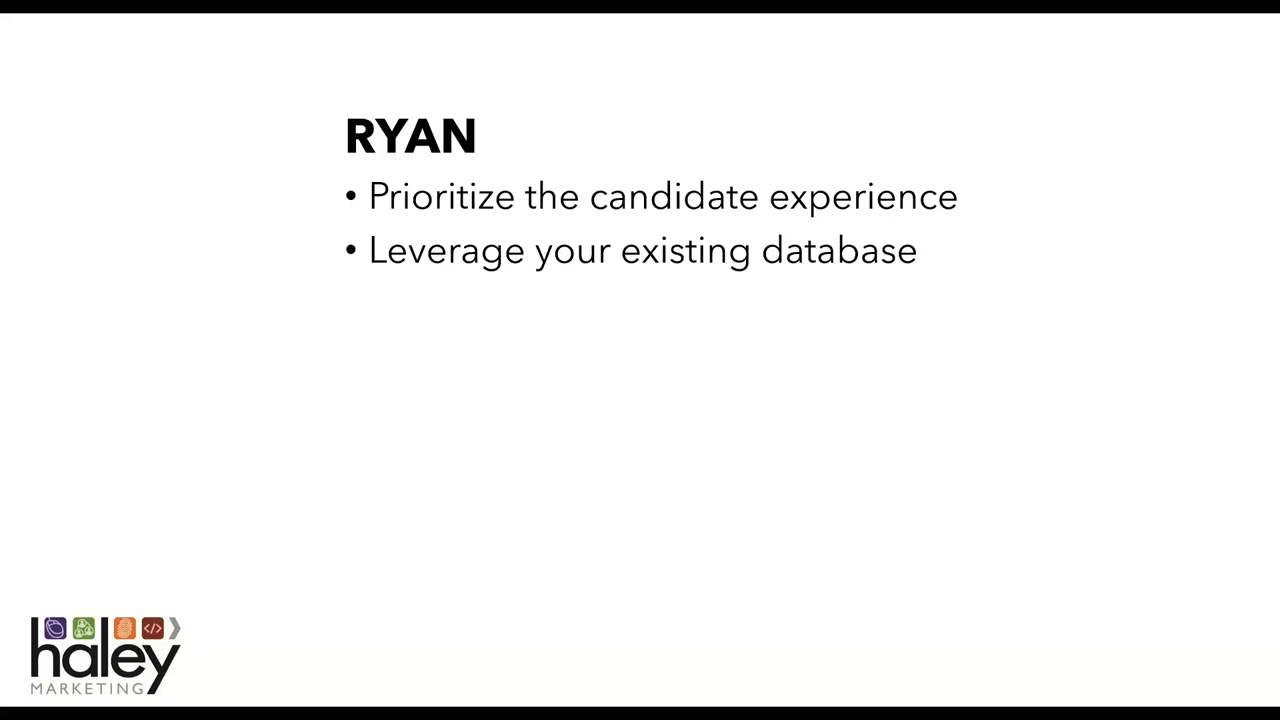 RYAN
• Prioritize the candidate experience
• Leverage your existing database
haley
MARKETING